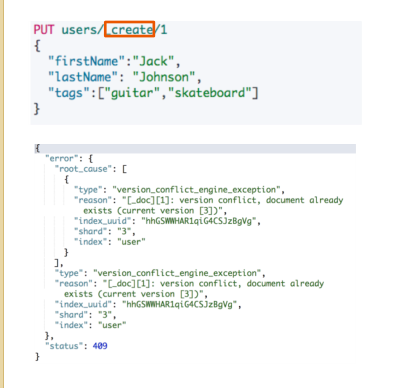 PUT users/_create/1
{
"firstName":"Jack",
"lastName": "Johnson",
"tags":["guitar","skateboard"]
}
{
"error": {
"root_cause": [
{
"type": "version_conflict_engine_exception",
"reason": "[_doc][1]: version conflict, document already
exists (current version [3])",
"index_uuid": "hhGSWWHAR1qiG4CSJzBgVg",
"shard": "3",
"index": "user"
}
],
"type": "version_conflict_engine_exception",
"reason": "[_doc][1]: version conflict, document already
exists (current version [3])",
"index_uuid": "hhGSWWHAR1qiG4CSJzBgVg",
"shard": "3",
"index": "user"
},
"status": 409
}